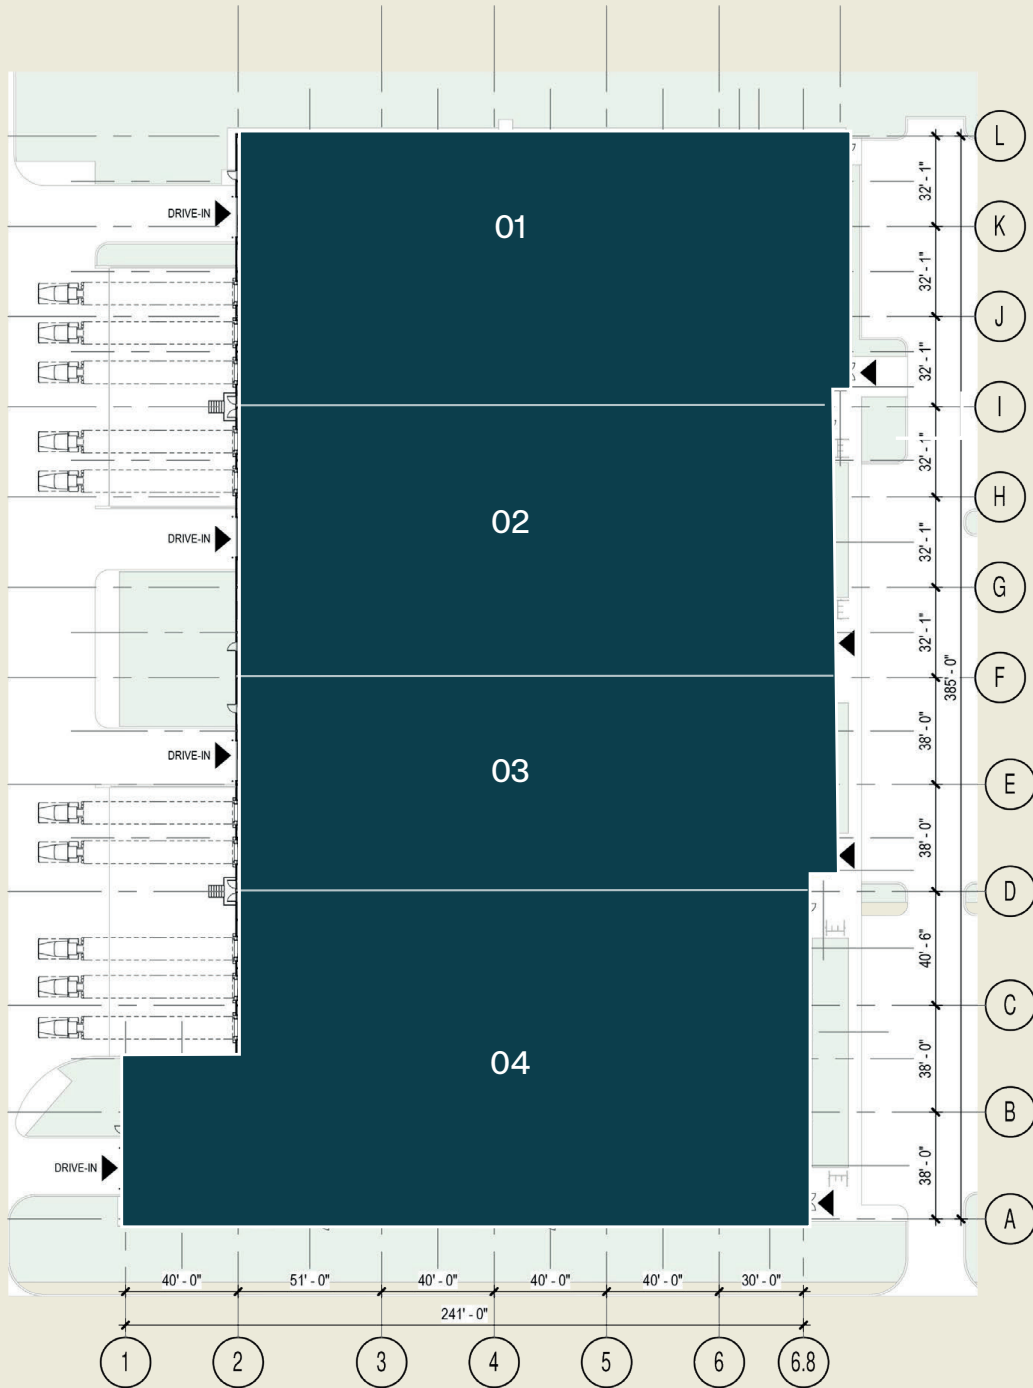 L
32' - 1"
DRIVE-IN
01
K
32' - 1"
J
32' - 1"
I
32' - 1"
H
02
DRIVE-IN
32' - 1"
G
32' - 1"
F
385' - 0"
38' - 0"
DRIVE-IN
03
E
38' - 0"
D
40' - 6"
C
04
38' - 0"
B
DRIVE-IN
38' - 0"
A
40' - 0" 51' - 0" 40' - 0" 40' - 0" 40' - 0" 30' - 0"
241' - 0"
1 2 3 4 5 6 6.8